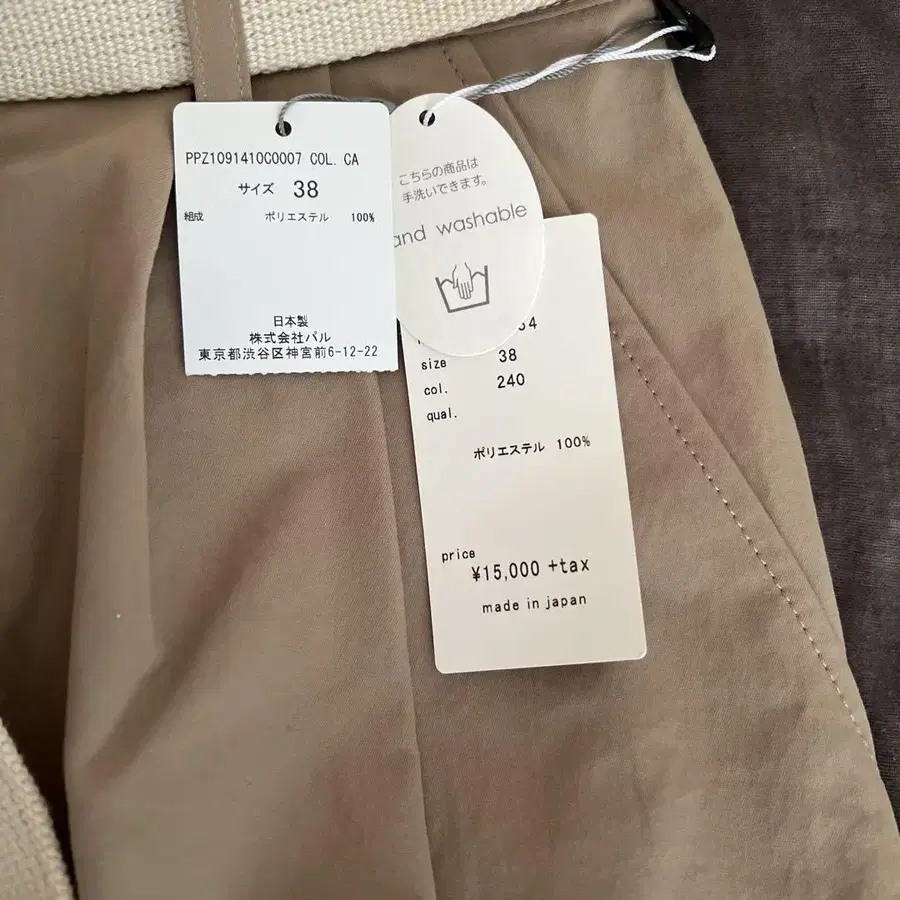 PPZ1091410C0007 COL. CA
サイズ 38
組成 ポリエステル 100%
日本製
株式会社パル
東京都渋谷区神宮前6-12-22
こちらの商品は
手洗いできます。
and washable
size 38
col. 240
qual.
ポリエステル 100%
price
¥15,000 +tax
made in japan